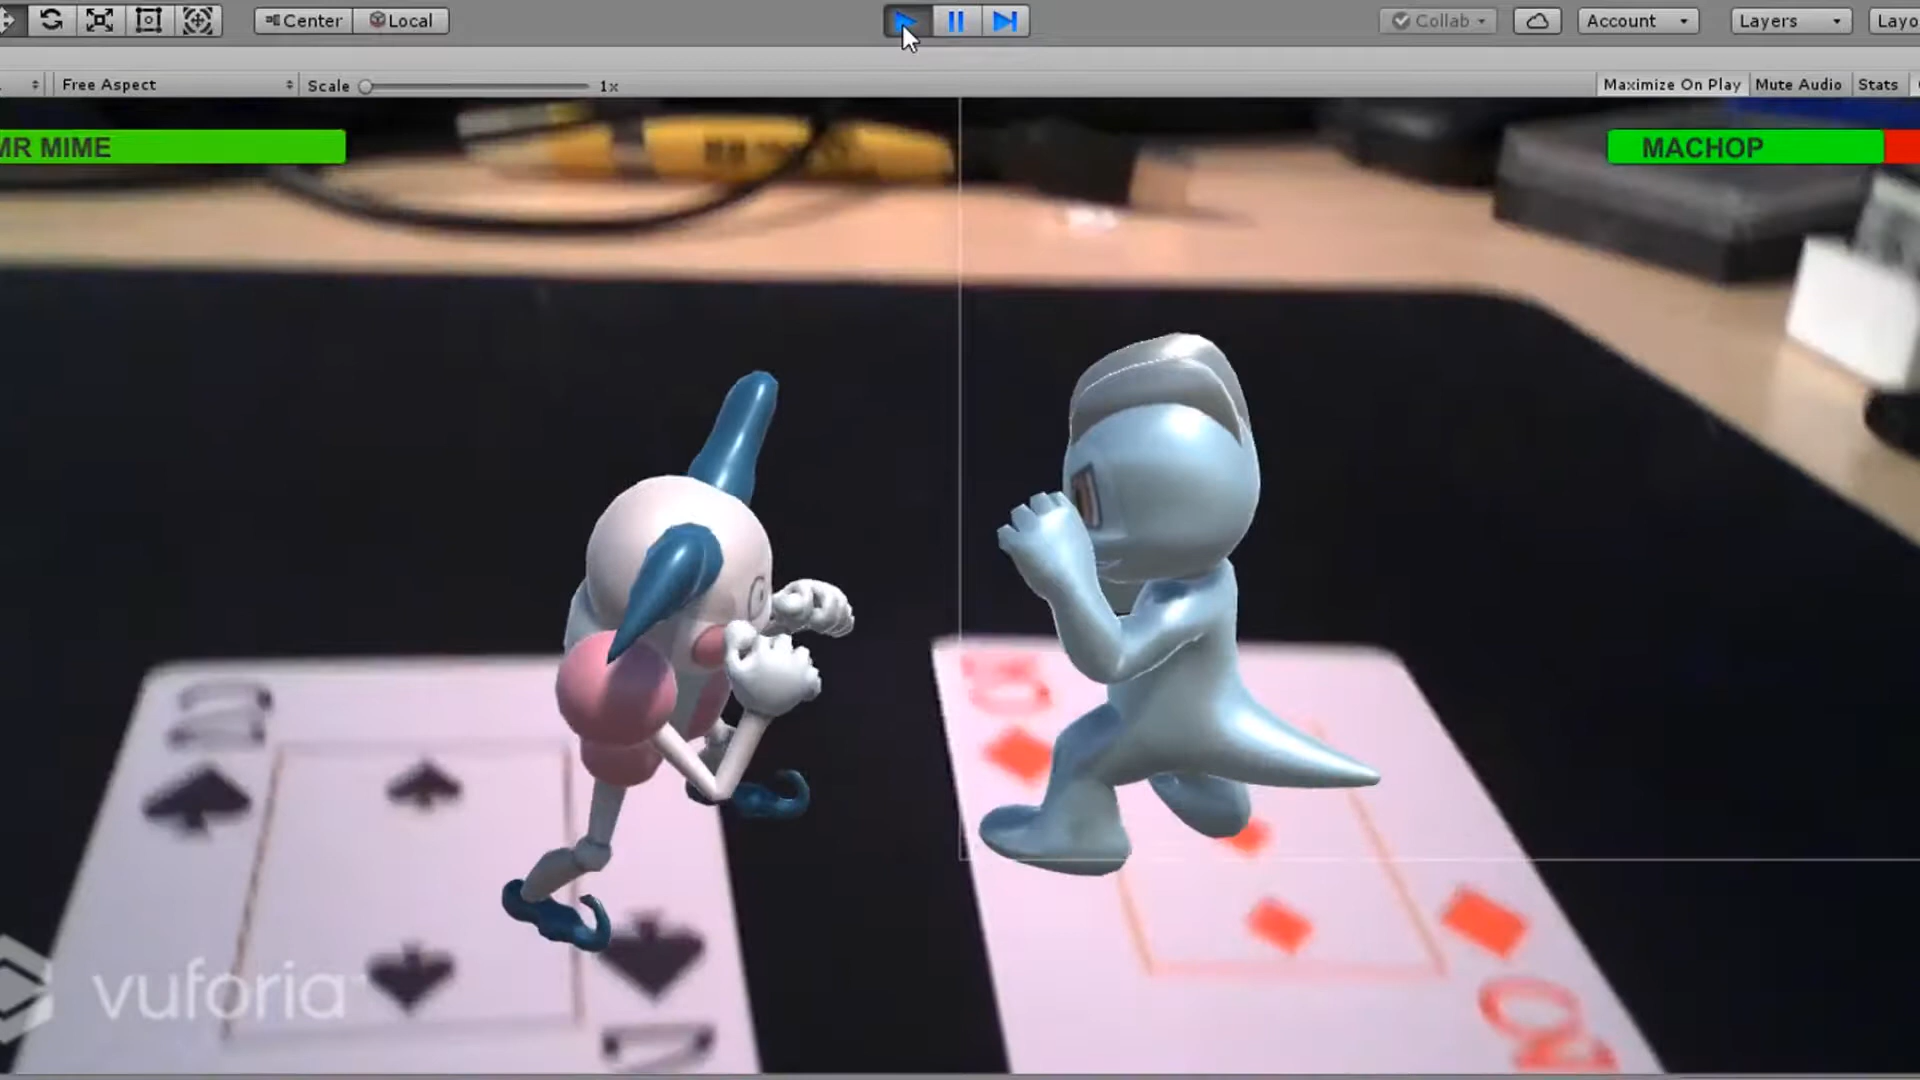 Center Local Collab Account Layers Layo
Free Aspect Scale 1x Maximize On Play Mute Audio Stats
MR MIME MACHOP
vuforia